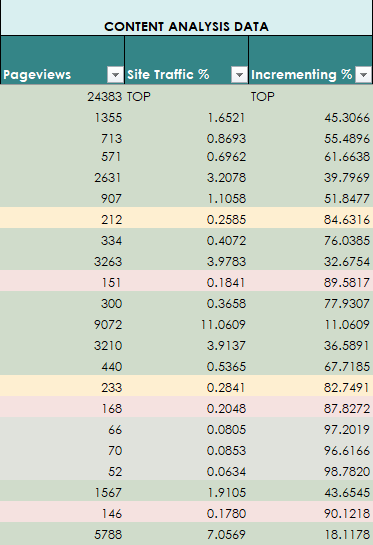 CONTENT ANALYSIS DATA
Pageviews Site Traffic % Incrementing %
24383 TOP TOP
1355 1.6521 45.3066
713 0.8693 55.4896
571 0.6962 61.6638
2631 3.2078 39.7969
907 1.1058 51.8477
212 0.2585 84.6316
334 0.4072 76.0385
3263 3.9783 32.6754
151 0.1841 89.5817
300 0.3658 77.9307
9072 11.0609 11.0609
3210 3.9137 36.5891
440 0.5365 67.7185
233 0.2841 82.7491
168 0.2048 87.8272
66 0.0805 97.2019
70 0.0853 96.6166
52 0.0634 98.7820
1567 1.9105 43.6545
146 0.1780 90.1218
5788 7.0569 18.1178